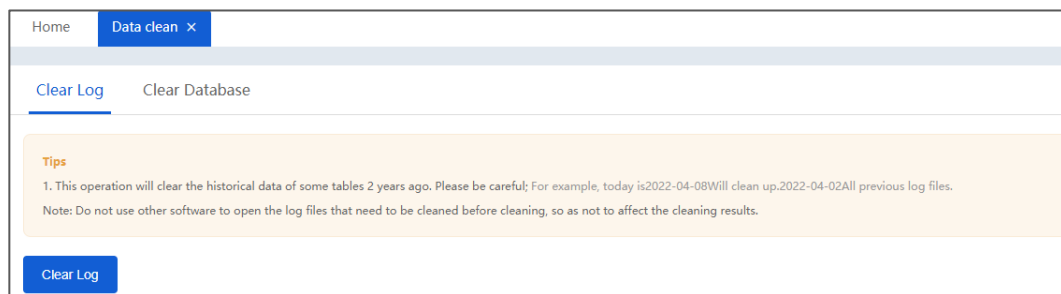 Home Data clean ×
Clear Log Clear Database
Tips
1. This operation will clear the historical data of some tables 2 years ago. Please be careful; For example, today is2022-04-08Will clean up.2022-04-02All previous log files.
Note: Do not use other software to open the log files that need to be cleaned before cleaning, so as not to affect the cleaning results.
Clear Log